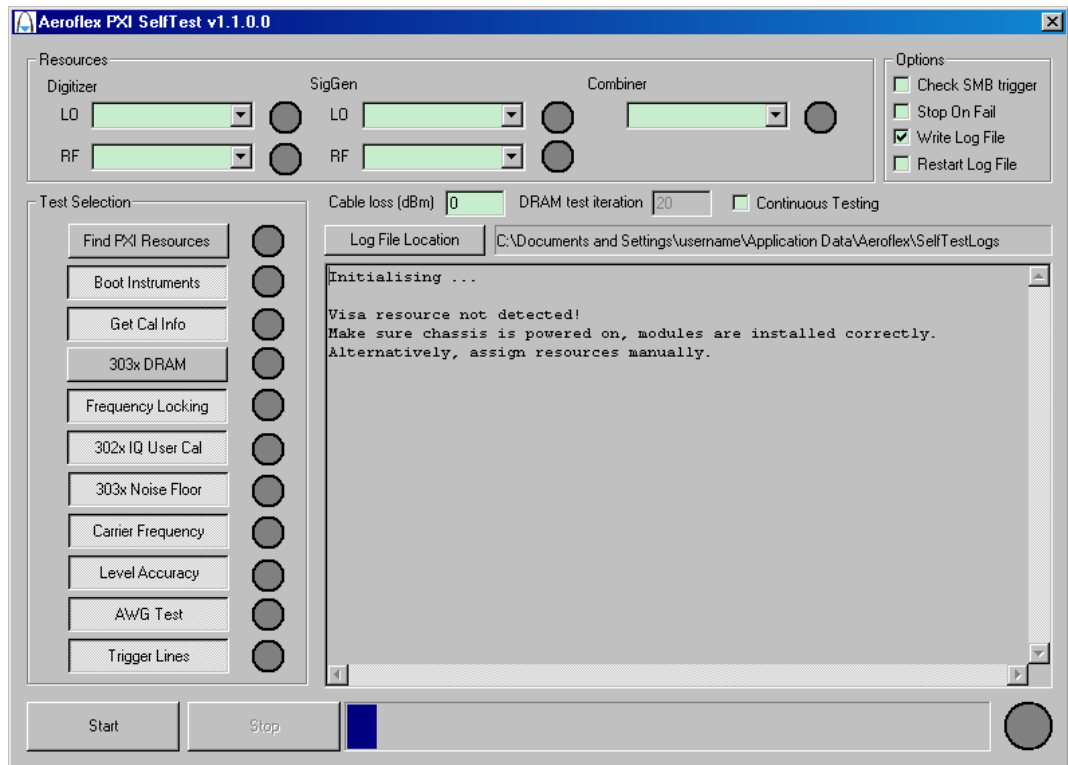 Aeroflex PXI SelfTest v1.1.0.0
Resources
Digitizer
LO
RF
SigGen
LO
RF
Combiner
Options
Check SMB trigger
Stop On Fail
Write Log File
Restart Log File
Test Selection
Find PXI Resources
Boot Instruments
Get Cal Info
303x DRAM
Frequency Locking
302x IQ User Cal
303x Noise Floor
Carrier Frequency
Level Accuracy
AWG Test
Trigger Lines
Cable loss (dBm) 0 DRAM test iteration 20 Continuous Testing
Log File Location C:\Documents and Settings\username\Application Data\Aeroflex\SelfTestLogs
Initialising ...
Visa resource not detected!
Make sure chassis is powered on, modules are installed correctly.
Alternatively, assign resources manually.
Start
Stop